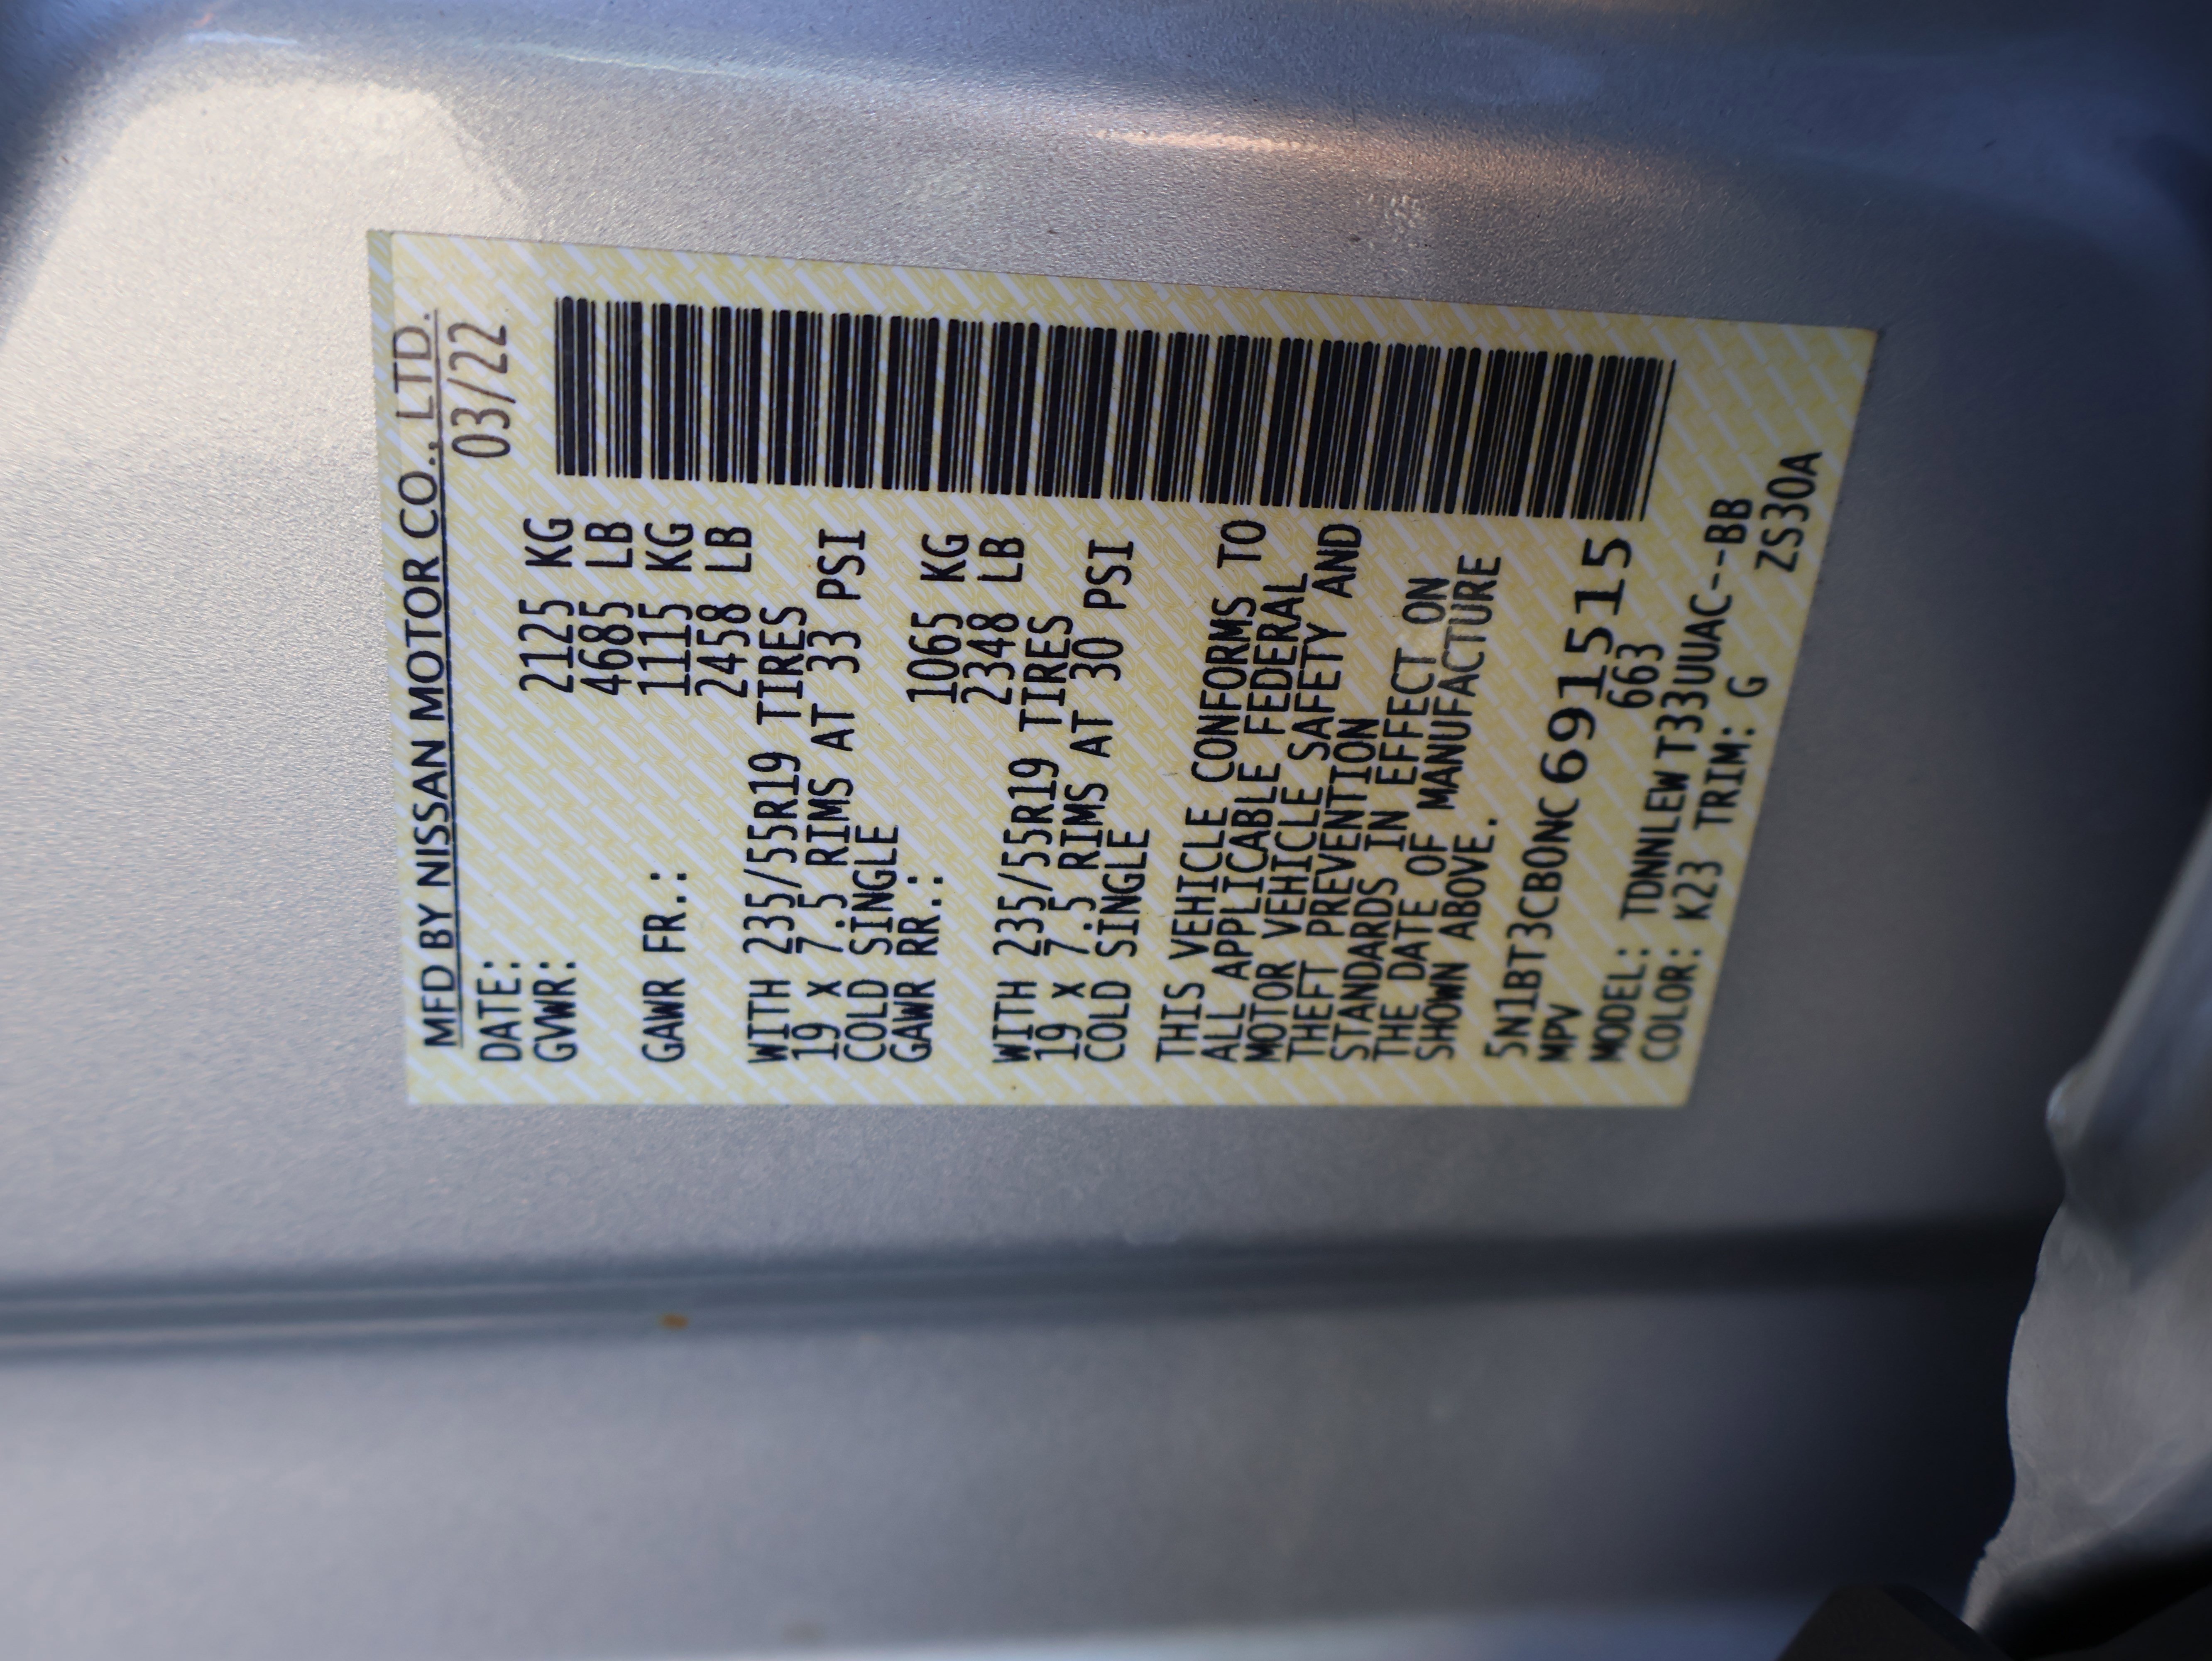 MFD BY NISSAN MOTOR CO., LTD.
DATE: 03/22
GVWR: 2125 KG
4685 LB
GAWR FR.: 1115 KG
2458 LB
WITH 235/55R19 TIRES
19 X 7.5 RIMS AT 33 PSI
COLD SINGLE
GAWR RR.: 1065 KG
2348 LB
WITH 235/55R19 TIRES
19 X 7.5 RIMS AT 30 PSI
COLD SINGLE
THIS VEHICLE CONFORMS TO
ALL APPLICABLE FEDERAL
MOTOR VEHICLE SAFETY AND
THEFT PREVENTION
STANDARDS IN EFFECT ON
THE DATE OF MANUFACTURE
SHOWN ABOVE.
5N1BT3CB0NC691515
MPV 663
MODEL: TDNNLEWT33UUAC--BB
COLOR: K23 TRIM: G ZS30A